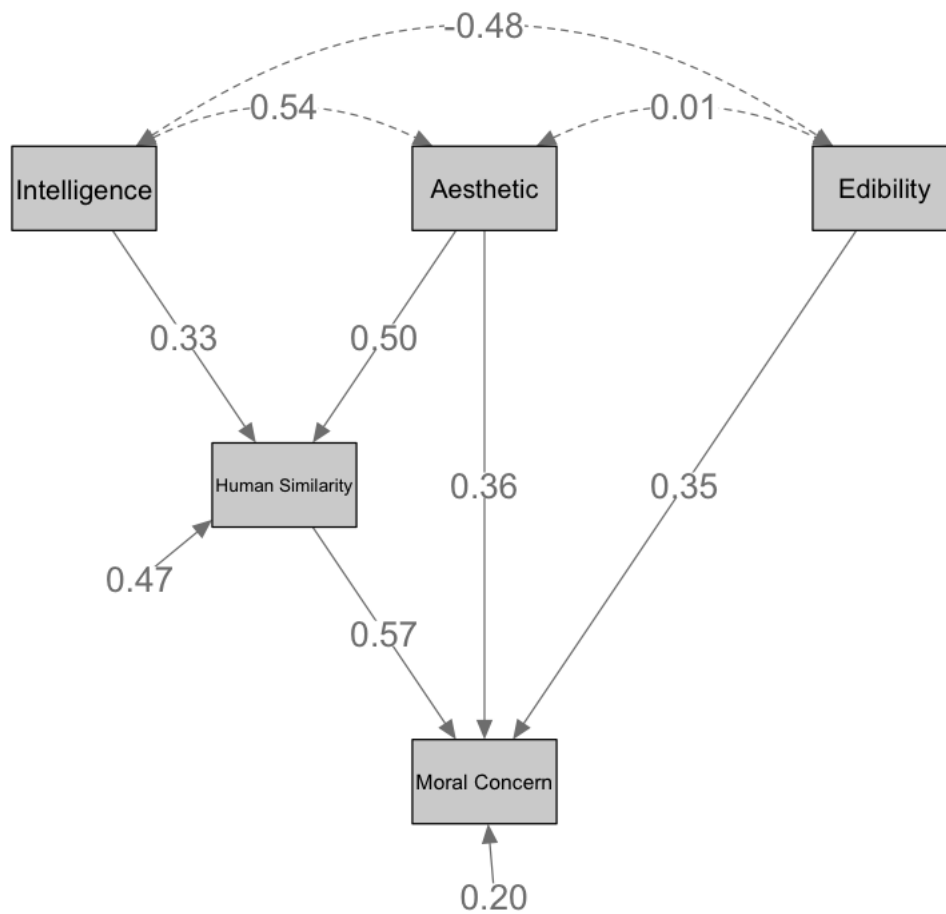 -0.48
0.54
0.01
Intelligence
Aesthetic
Edibility
0.33
0.50
Human Similarity
0.36
0.35
0.47
0.57
Moral Concern
0.20